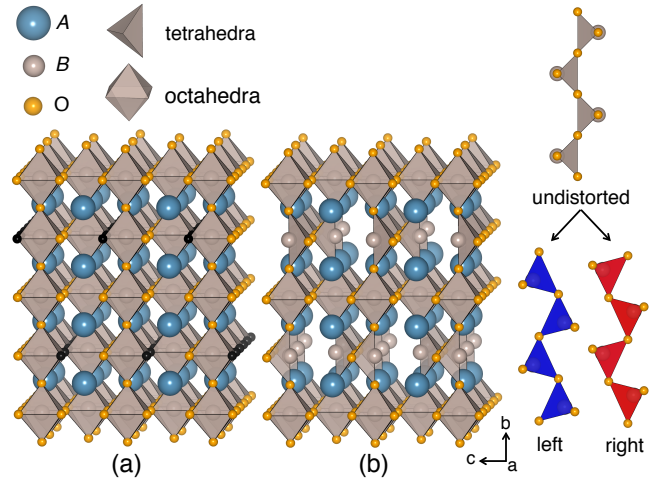 A
tetrahedra
B
O
octahedra
undistorted
left
right
b
c
a
(a)
(b)